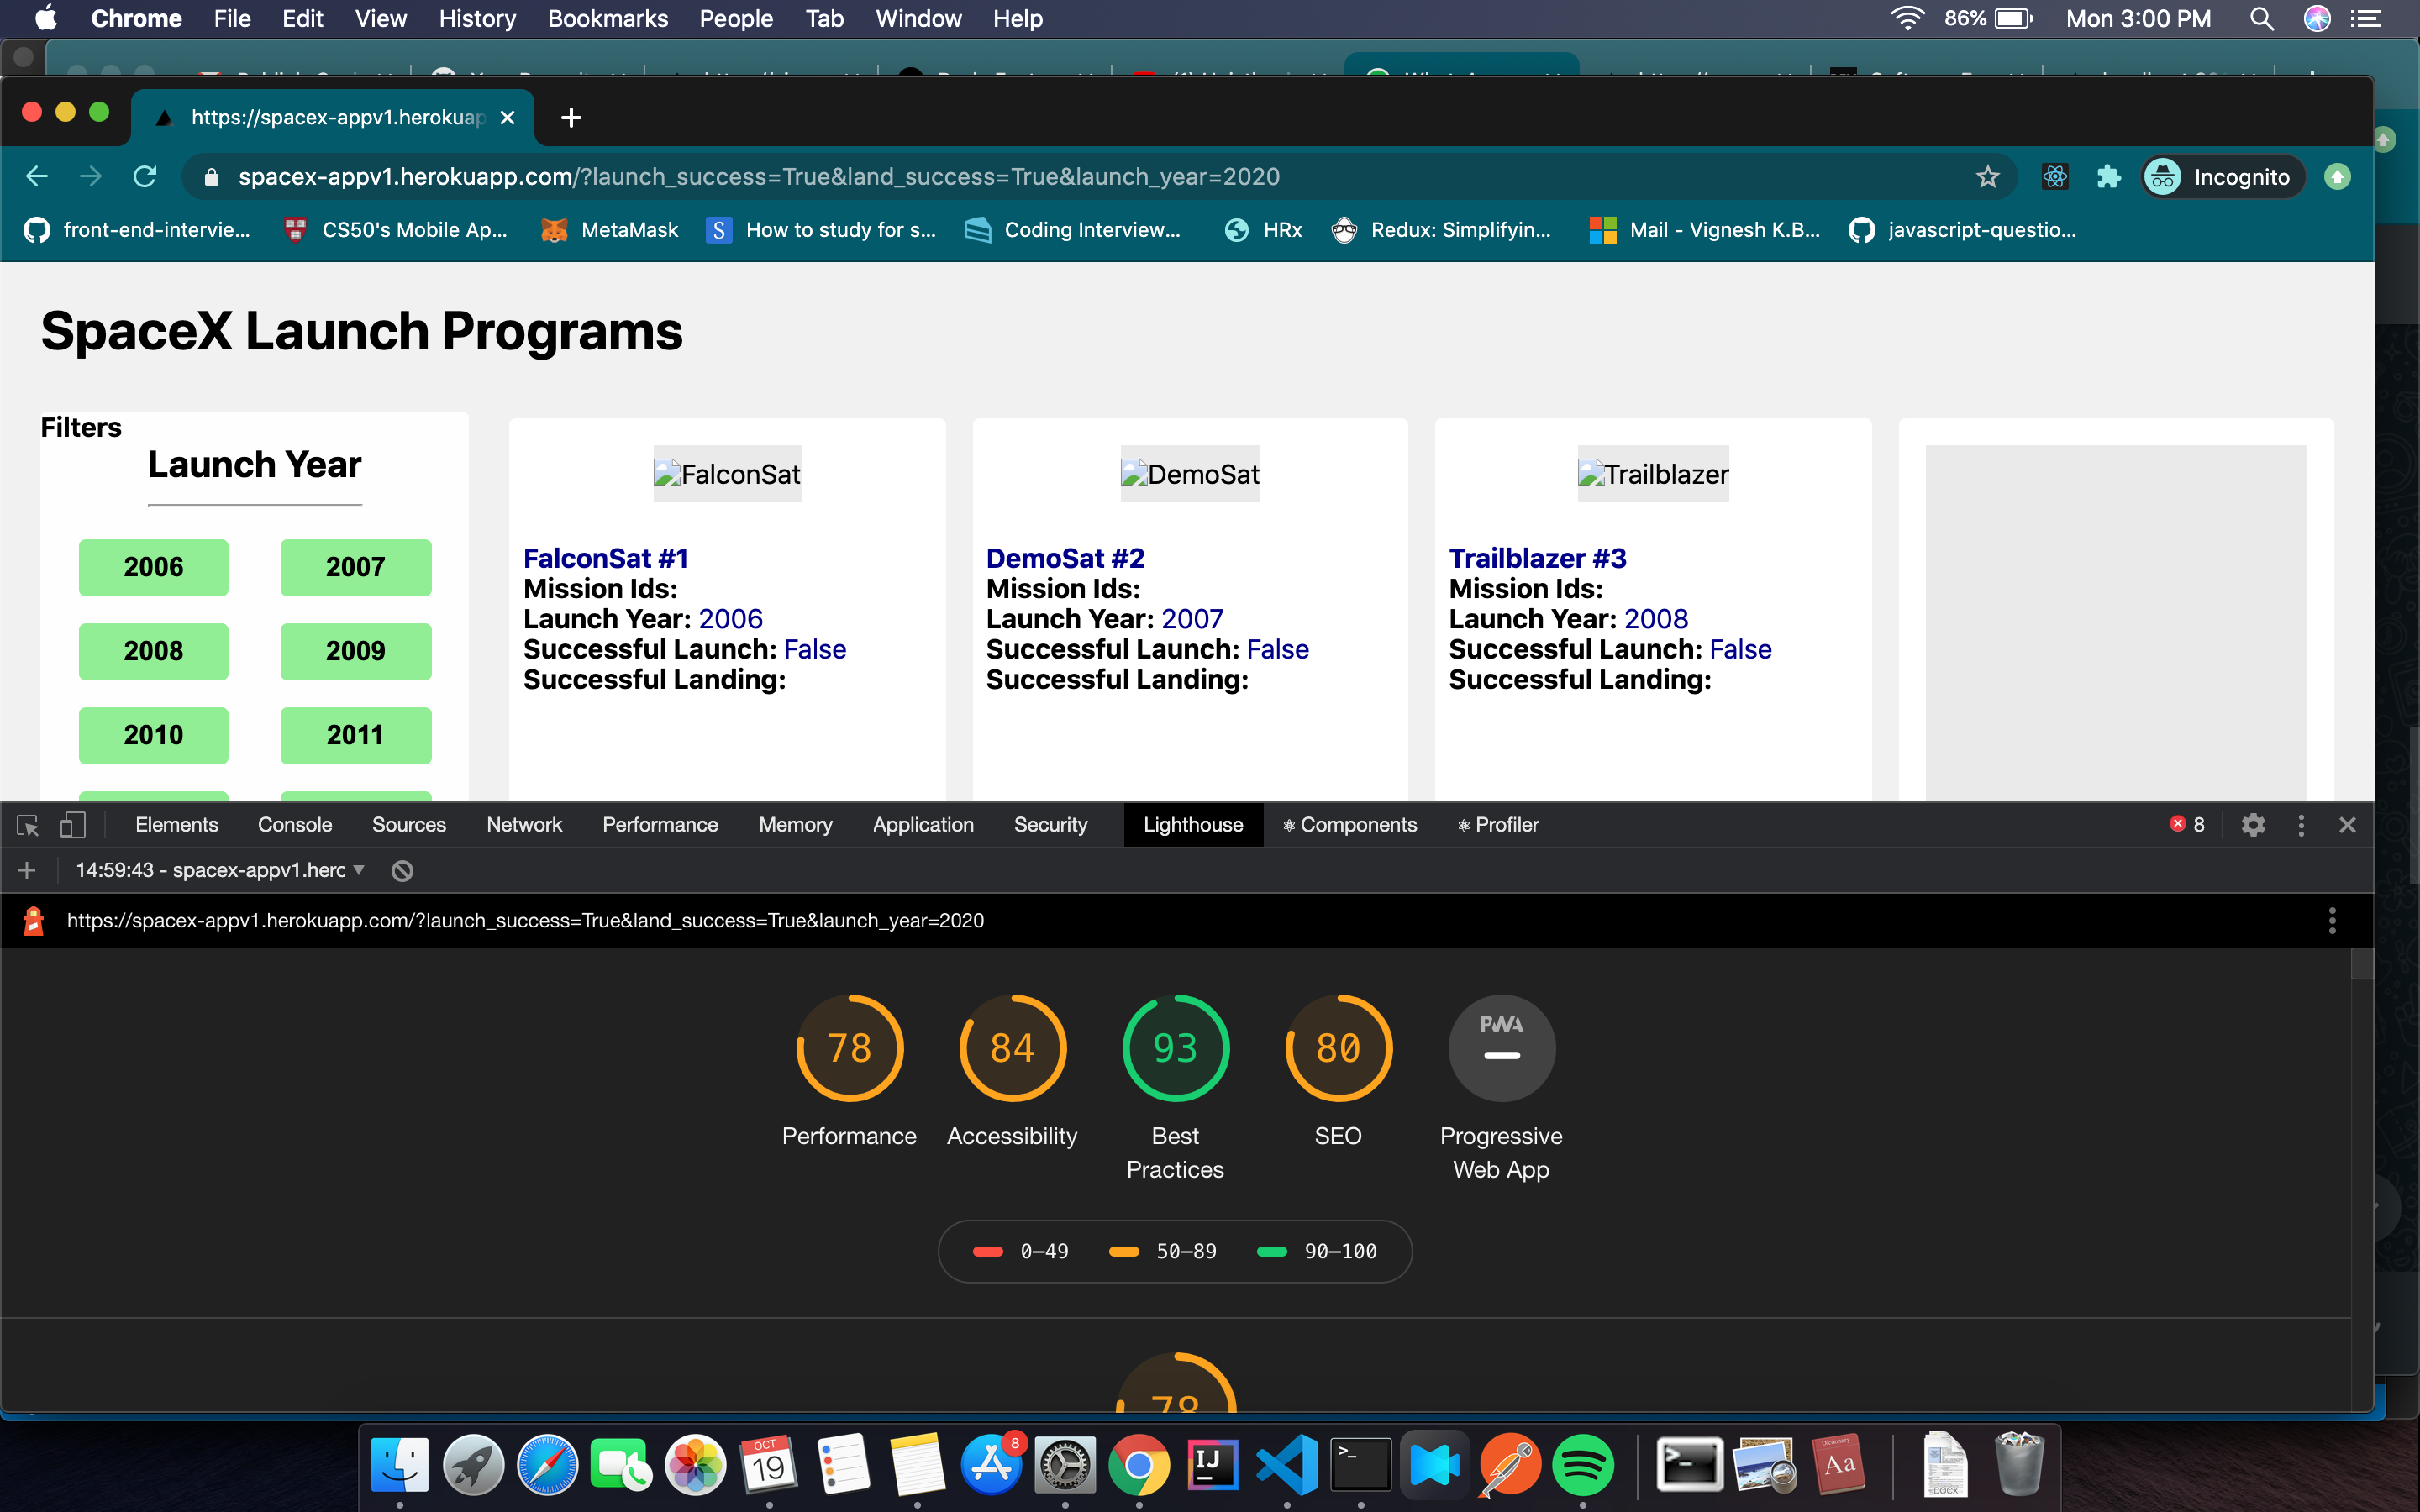 Chrome File Edit View History Bookmarks People Tab Window Help
86% Mon 3:00 PM
https://spacex-appv1.herokuap
spacex-appv1.herokuapp.com/?launch_success=True&land_success=True&launch_year=2020
Incognito
front-end-intervie...
CS50's Mobile Ap...
MetaMask
S How to study for s...
Coding Interview...
HRx
Redux: Simplifyin...
Mail - Vignesh K.B...
javascript-questio...
SpaceX Launch Programs
Filters
Launch Year
2006 2007
2008 2009
2010 2011
FalconSat
FalconSat #1
Mission Ids:
Launch Year: 2006
Successful Launch: False
Successful Landing:
DemoSat
DemoSat #2
Mission Ids:
Launch Year: 2007
Successful Launch: False
Successful Landing:
Trailblazer
Trailblazer #3
Mission Ids:
Launch Year: 2008
Successful Launch: False
Successful Landing:
Elements Console Sources Network Performance Memory Application Security Lighthouse Components Profiler 8
14:59:43 - spacex-appv1.herc
https://spacex-appv1.herokuapp.com/?launch_success=True&land_success=True&launch_year=2020
78
Performance
84
Accessibility
93
Best
Practices
80
SEO
PWA
Progressive
Web App
0–49 50–89 90–100
78
OCT
19
8
IJ
>_
>_
Dictionary
Aa
DOCX